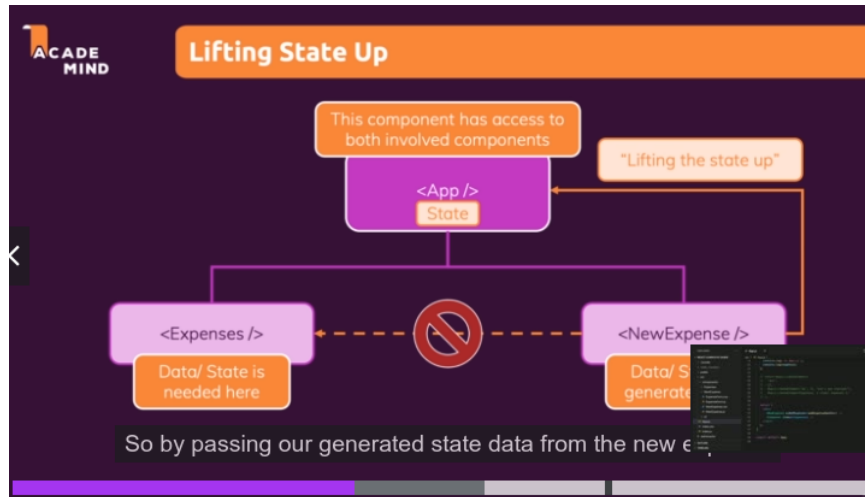 ACADE
MIND
Lifting State Up
This component has access to
both involved components
"Lifting the state up"
<App />
State
<Expenses />
<NewExpense />
Data/ State is
needed here
Data/ S
generate
So by passing our generated state data from the new e